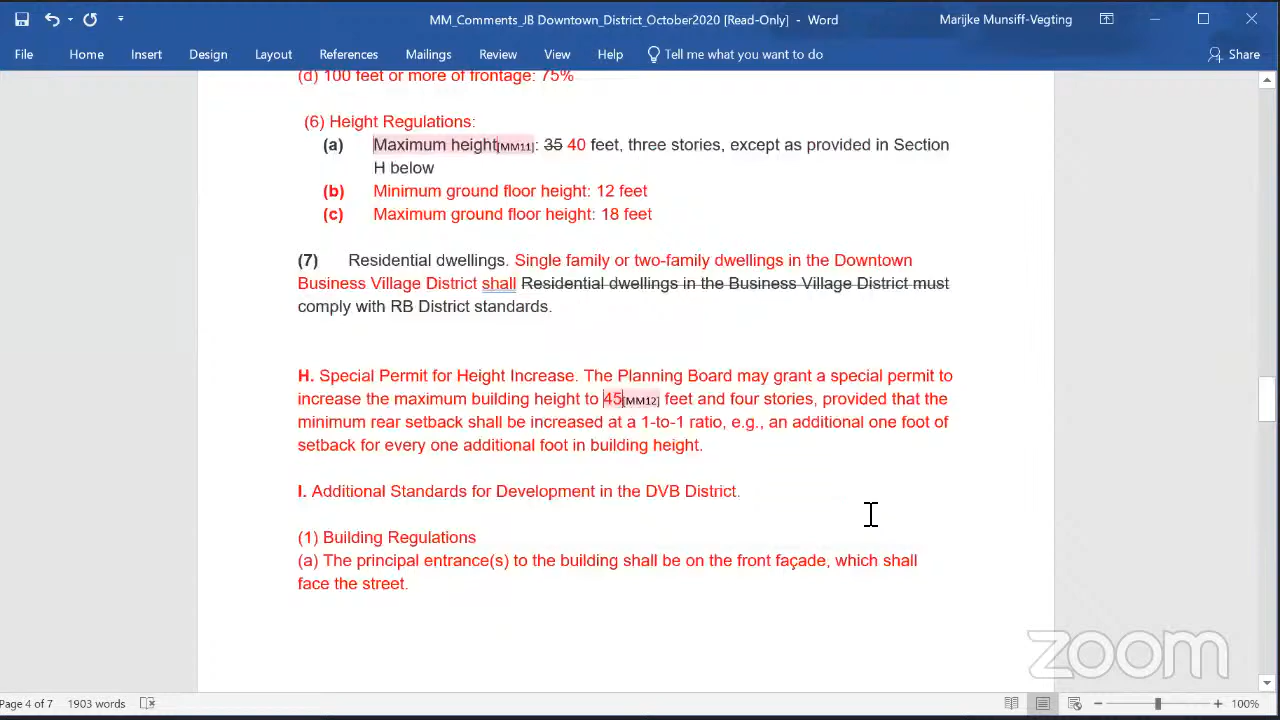 MM_Comments_JB Downtown_District_October2020 [Read-Only] - Word
Marijke Munsiff-Vegting
File Home Insert Design Layout References Mailings Review View Help Tell me what you want to do Share
(d) 100 feet or more of frontage: 75%
(6) Height Regulations:
(a) Maximum height[MM11]: 35 40 feet, three stories, except as provided in Section
H below
(b) Minimum ground floor height: 12 feet
(c) Maximum ground floor height: 18 feet
(7) Residential dwellings. Single family or two-family dwellings in the Downtown
Business Village District shall Residential dwellings in the Business Village District must
comply with RB District standards.
H. Special Permit for Height Increase. The Planning Board may grant a special permit to
increase the maximum building height to 45[MM12] feet and four stories, provided that the
minimum rear setback shall be increased at a 1-to-1 ratio, e.g., an additional one foot of
setback for every one additional foot in building height.
I. Additional Standards for Development in the DVB District.
(1) Building Regulations
(a) The principal entrance(s) to the building shall be on the front façade, which shall
face the street.
zoom
Page 4 of 7 1903 words
100%